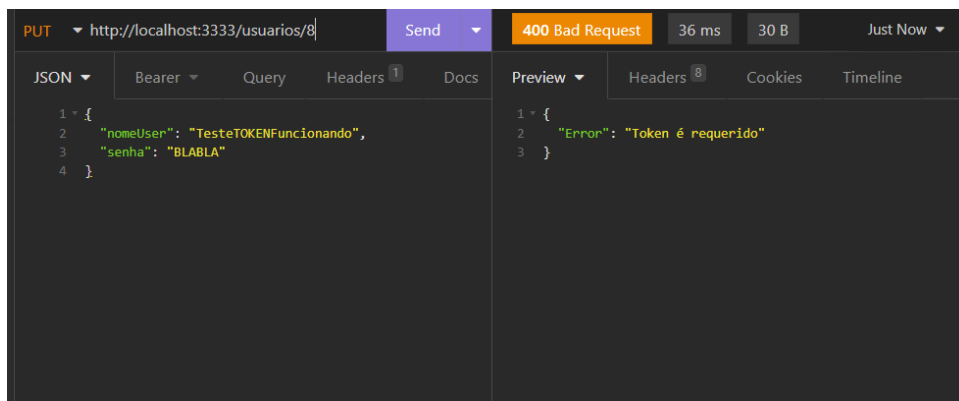 PUT http://localhost:3333/usuarios/8 Send 400 Bad Request 36 ms 30 B Just Now
JSON Bearer Query Headers 1 Docs Preview Headers 8 Cookies Timeline
1 {
2 "nomeUser": "TesteTOKENFuncionando",
3 "senha": "BLABLA"
4 }
1 {
2 "Error": "Token é requerido"
3 }